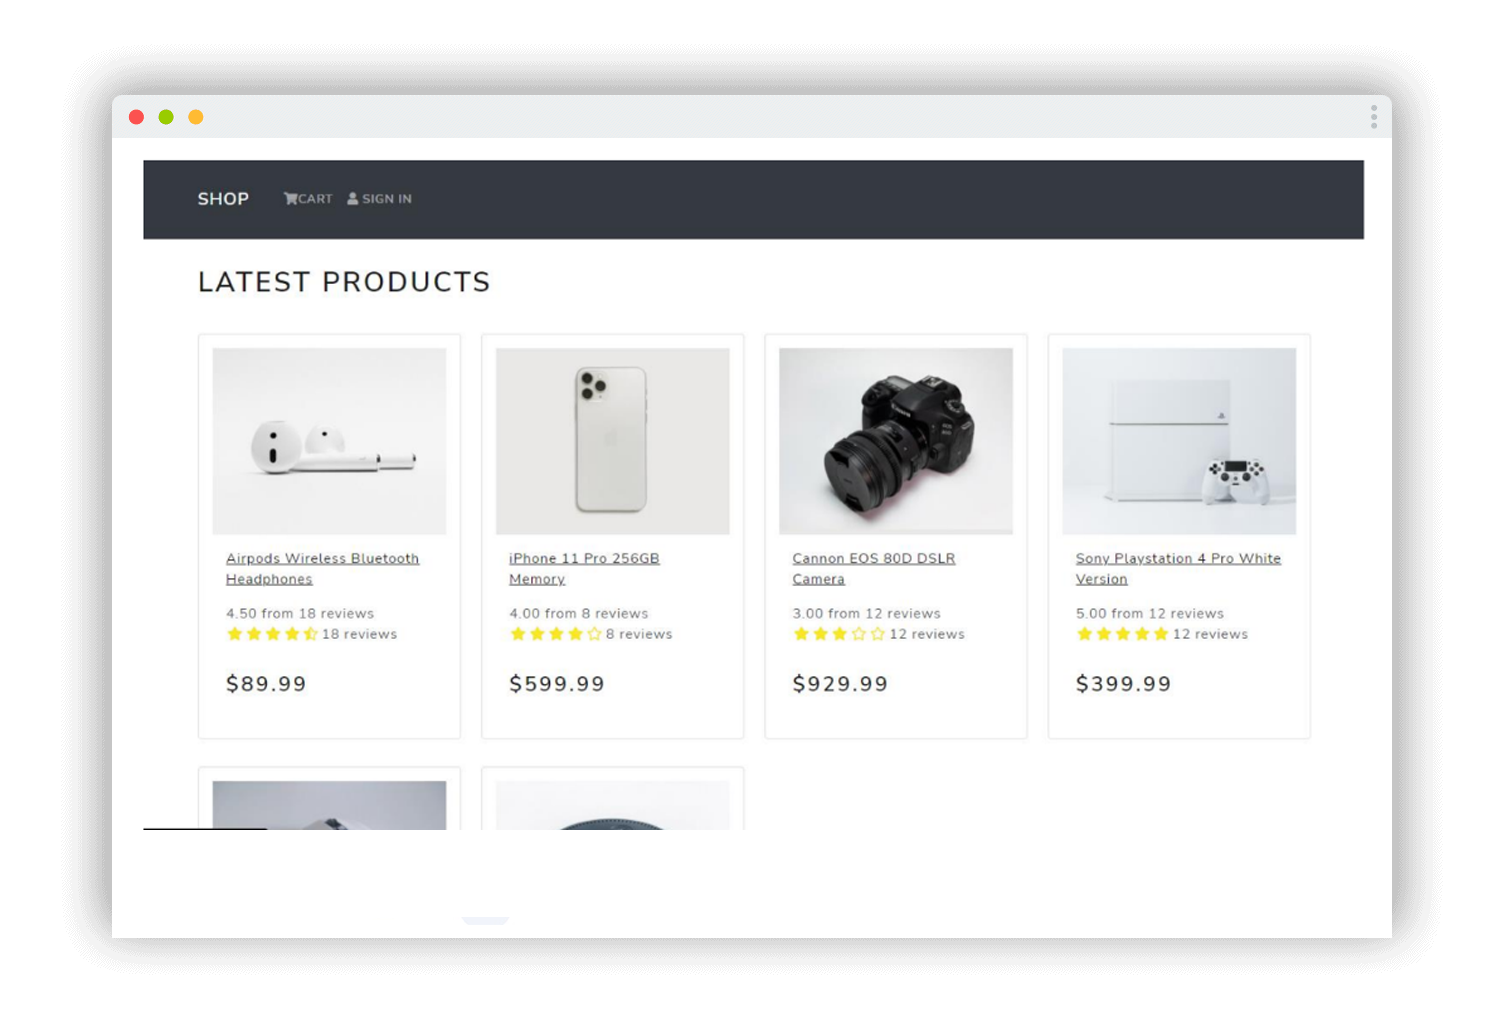 SHOP CART SIGN IN
LATEST PRODUCTS
Airpods Wireless Bluetooth
Headphones
4.50 from 18 reviews
18 reviews
$89.99
iPhone 11 Pro 256GB
Memory
4.00 from 8 reviews
8 reviews
$599.99
Cannon EOS 80D DSLR
Camera
3.00 from 12 reviews
12 reviews
$929.99
Sony Playstation 4 Pro White
Version
5.00 from 12 reviews
12 reviews
$399.99